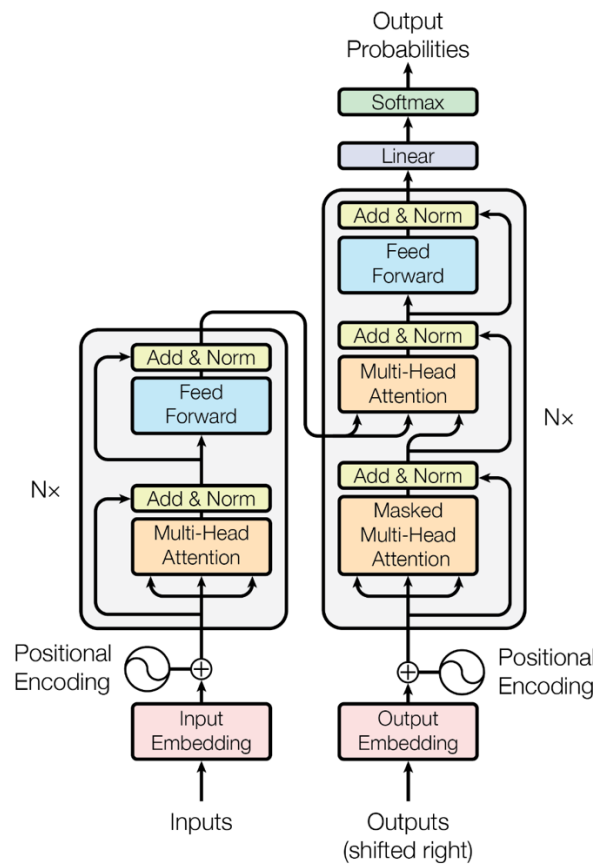 Output
Probabilities
Softmax
Linear
Add & Norm
Feed
Forward
Add & Norm
Multi-Head
Attention
Add & Norm
Masked
Multi-Head
Attention
Nx
Add & Norm
Feed
Forward
Add & Norm
Multi-Head
Attention
N×
Positional
Encoding
Positional
Encoding
Input
Embedding
Output
Embedding
Inputs
Outputs
(shifted right)